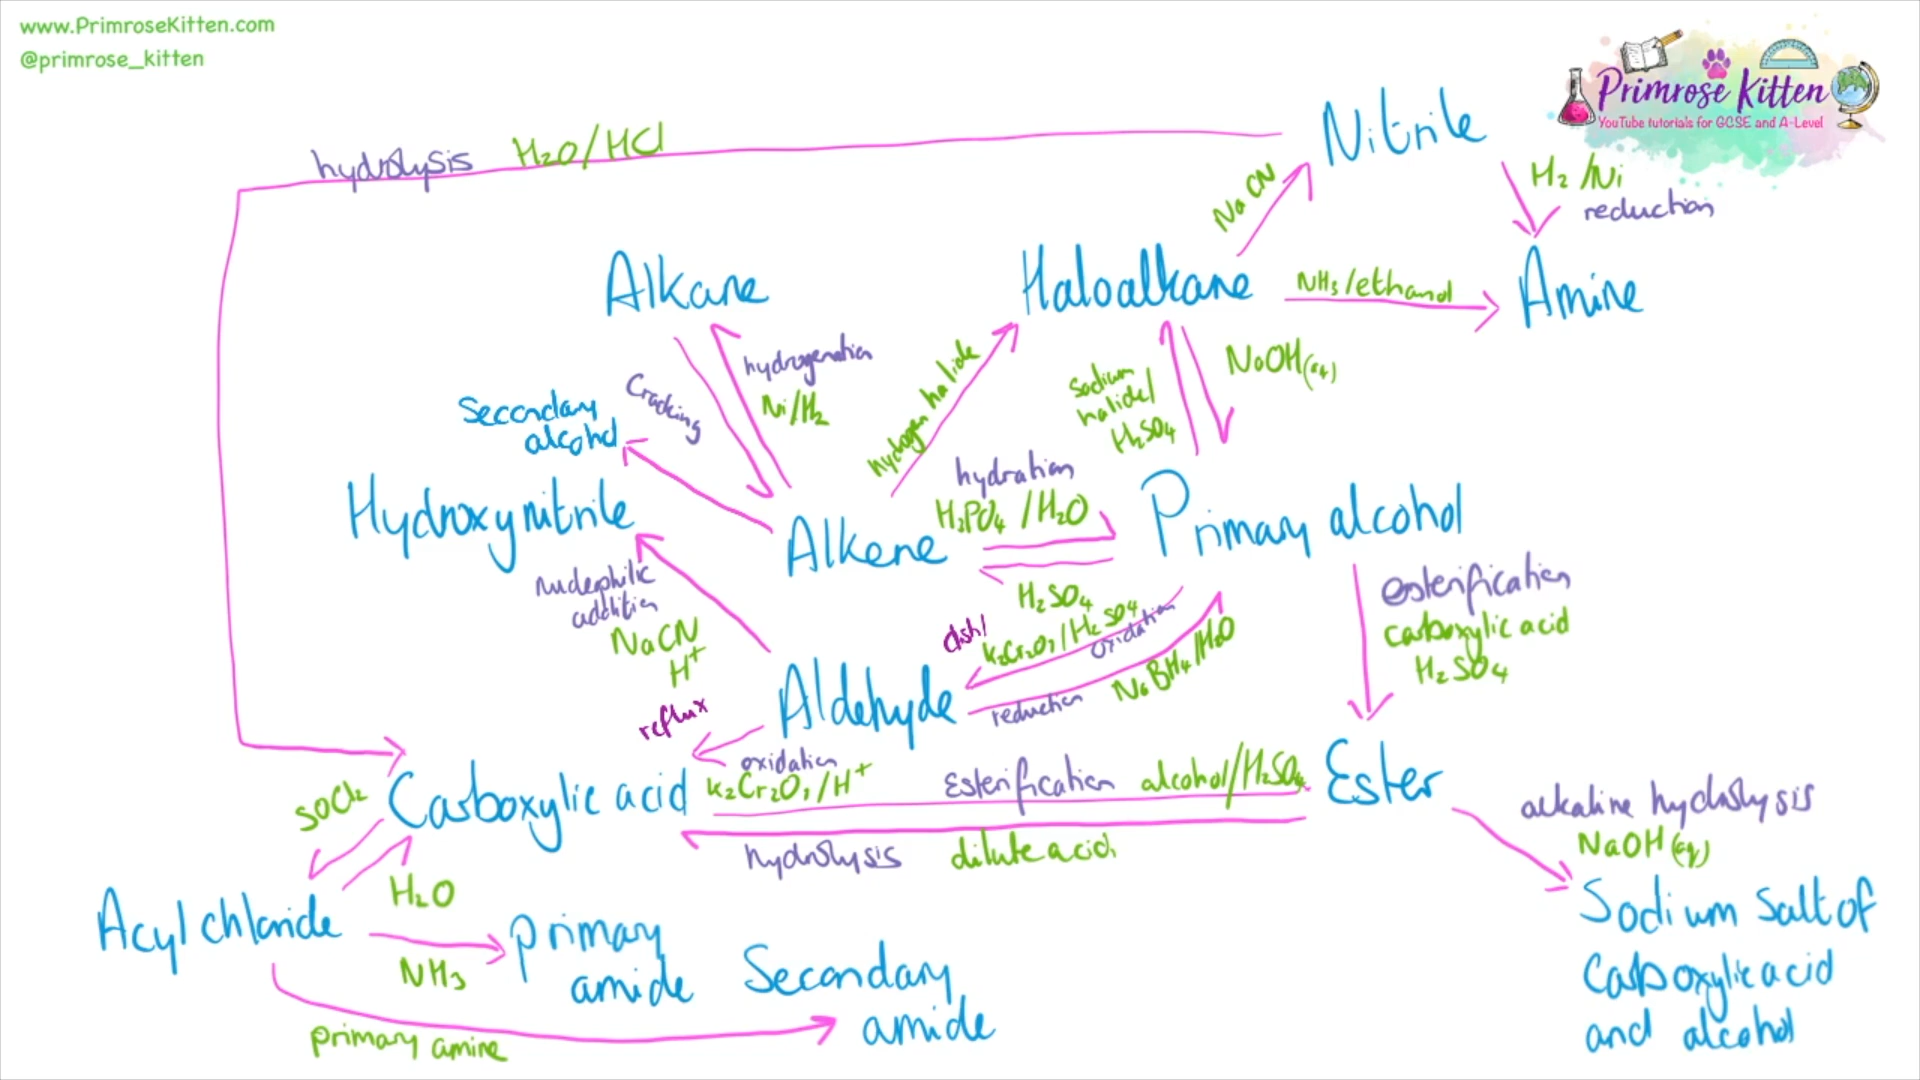 www.PrimroseKitten.com
@primrose_kitten
Primrose Kitten
YouTube tutorials for GCSE and A-Level
hydrolysis H2O/HCl
Nitrile
NaCN
H2/Ni
reduction
Alkane
Haloalkane
NH3/ethanol
Amine
hydrogenation
Ni/H2
Cracking
hydrogen halide
sodium
halide/
H2SO4
NaOH(aq)
Secondary
alcohol
Hydroxynitrile
hydration
H3PO4/H2O
Alkene
Primary alcohol
H2SO4
nucleophilic
addition
NaCN
H+
distil
K2Cr2O7/H2SO4
oxidation
esterification
carboxylic acid
H2SO4
Aldehyde
reduction
NaBH4/H2O
reflux
oxidation
K2Cr2O7/H+
SOCl2
Carboxylic acid
Esterification alcohol/H2SO4
Ester
hydrolysis dilute acid
alkaline hydrolysis
NaOH(aq)
H2O
Acyl chloride
NH3
primary
amide
Secondary
amide
primary amine
Sodium salt of
Carboxylic acid
and alcohol